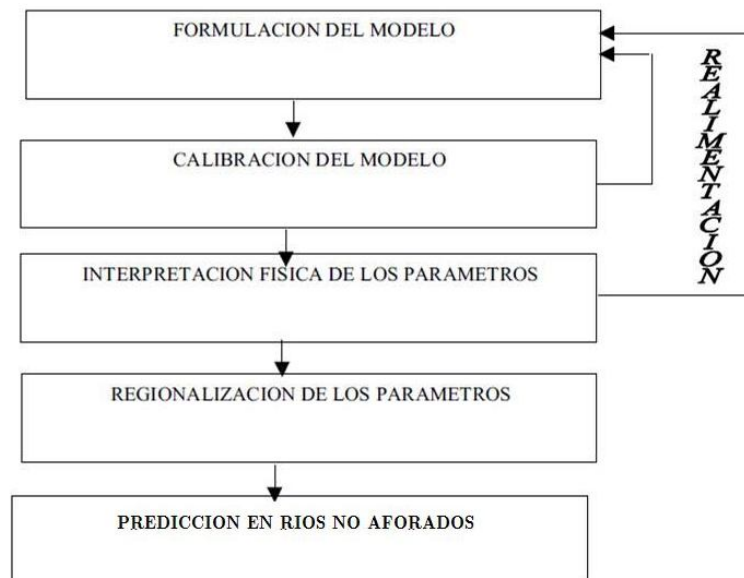 FORMULACION DEL MODELO
REALIMENTACION
CALIBRACION DEL MODELO
INTERPRETACION FISICA DE LOS PARAMETROS
REGIONALIZACION DE LOS PARAMETROS
PREDICCION EN RIOS NO AFORADOS